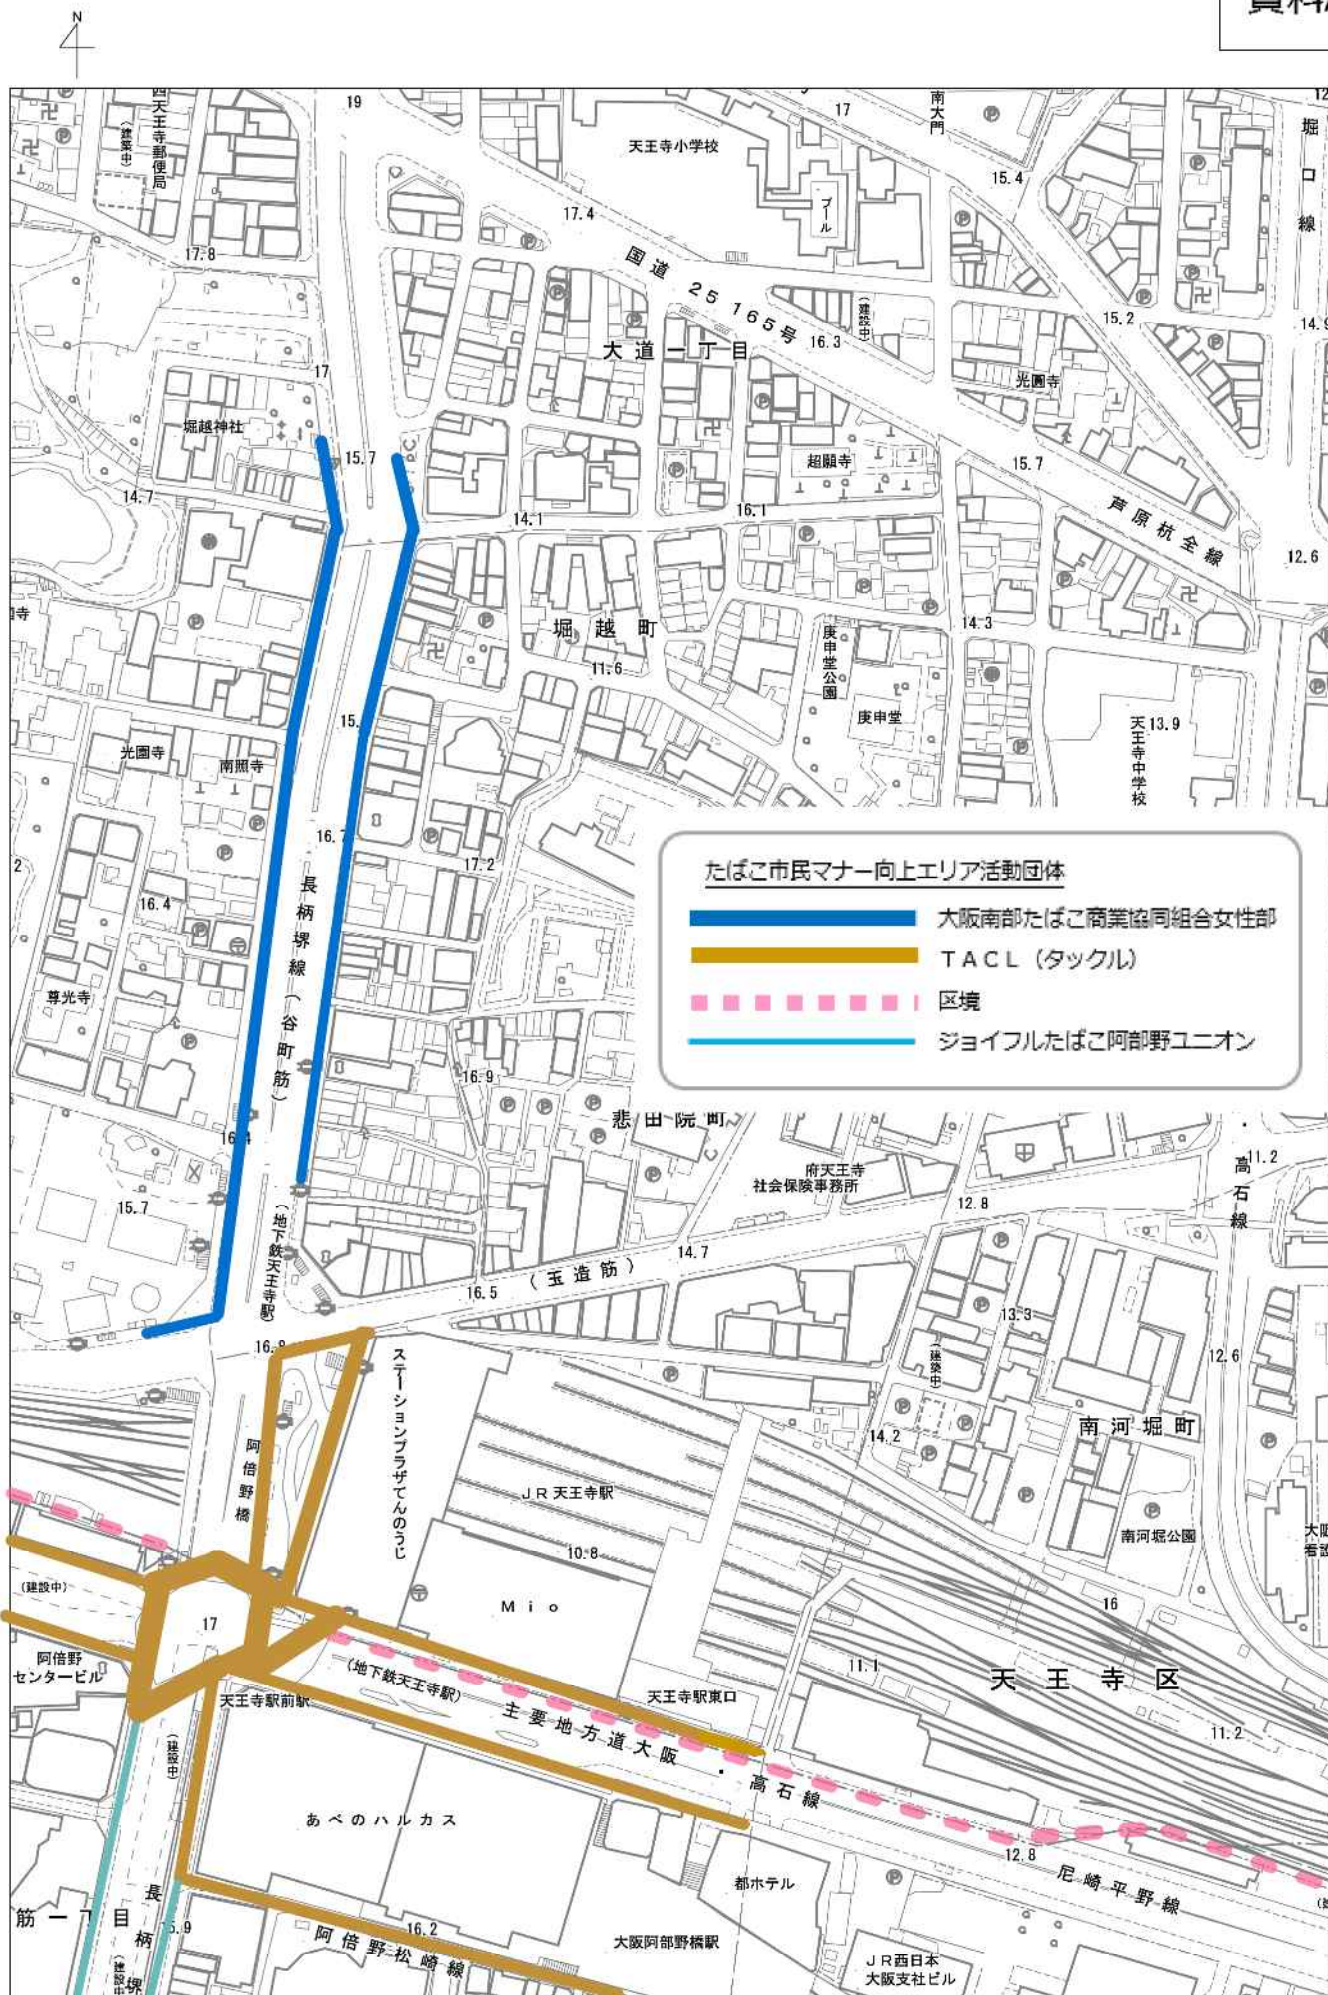 N
資料
四天王寺郵便局
(建築中)
19
17
南大門
天王寺小学校
プール
堀口線
15.4
17.4
17.8
国道 25 165号
15.2
(建設中)
16.3
大道一丁目
17
光圓寺
堀越神社
15.7
超願寺
15.7
14.7
14.1
16.1
芦原杭全線
12.6
堀越町
14.3
11.6
庚申堂公園
庚申堂
天王寺中学校
13.9
光圓寺
南照寺
16.7
17.2
長柄堺線(谷町筋)
16.4
たばこ市民マナー向上エリア活動団体
大阪南部たばこ商業協同組合女性部
TACL(タックル)
区境
ジョイフルたばこ阿部野ユニオン
尊光寺
16.9
悲田院町
16.4
府天王寺
社会保険事務所
11.2
高石線
15.7
12.8
(地下鉄天王寺駅)
14.7
(玉造筋)
16.5
13.3
16.8
(建築中)
12.6
ステーションプラザてんのうじ
南河堀町
14.2
阿倍野橋
JR天王寺駅
南河堀公園
10.8
(建設中)
Mio
16
17
阿倍野
センタービル
11.1
(地下鉄天王寺駅)
天王寺駅東口
天王寺区
天王寺駅前駅
主要地方道大阪・高石線
11.2
(建設中)
あべのハルカス
12.8
都ホテル
尼崎平野線
筋一丁目
長柄堺
15.9
16.2
阿倍野松崎線
大阪阿部野橋駅
JR西日本
大阪支社ビル
(建設中